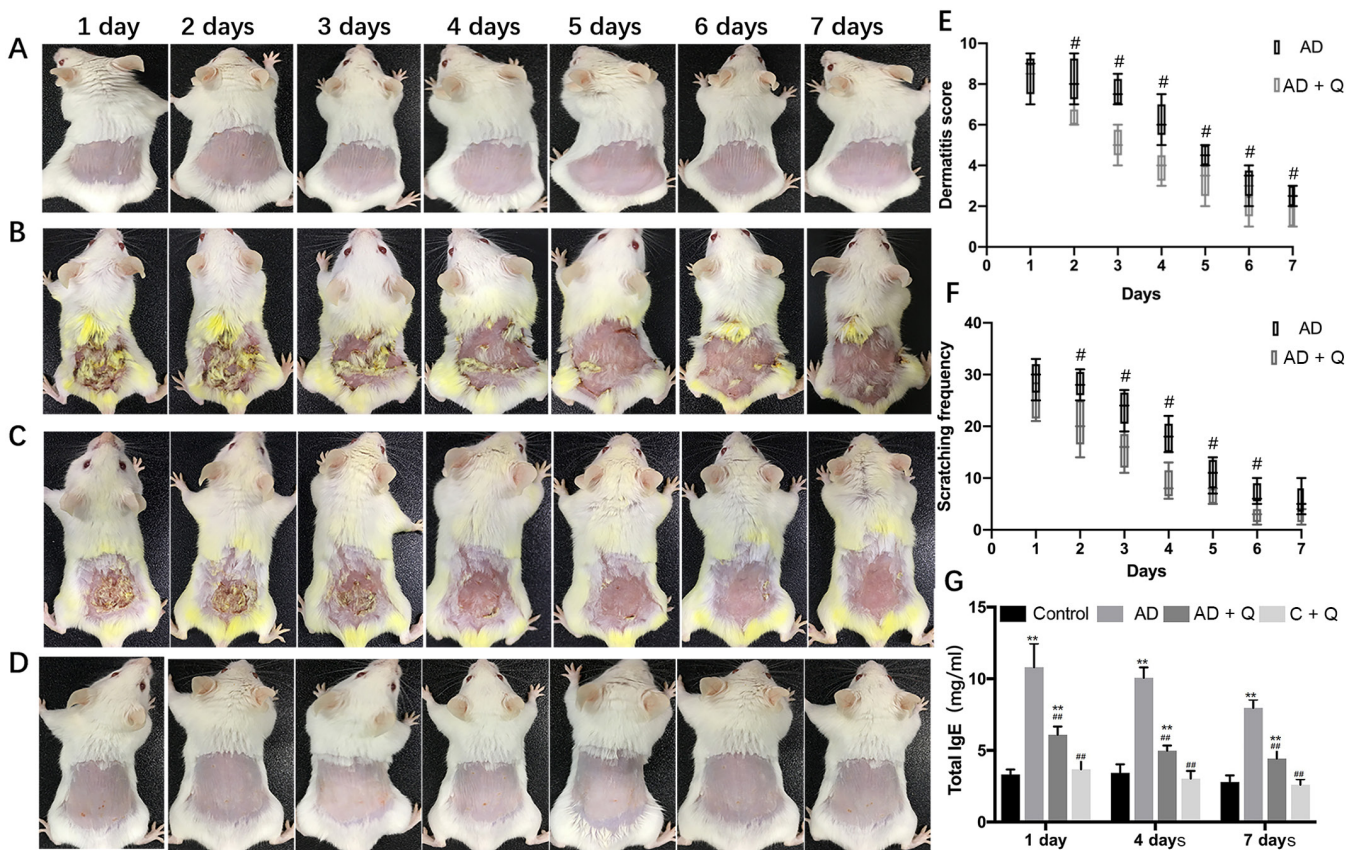 1 day 2 days 3 days 4 days 5 days 6 days 7 days
A
B
C
D
E
10
8
6
4
2
0
Dermatitis score
# # # # # #
AD
AD + Q
0 1 2 3 4 5 6 7
Days
F
40
30
20
10
0
Scratching frequency
# # # # #
AD
AD + Q
0 1 2 3 4 5 6 7
Days
G
Control AD AD + Q C + Q
15
10
5
0
Total IgE (mg/ml)
** ** ## ##
** ** ## ##
** ** ## ##
1 day 4 days 7 days